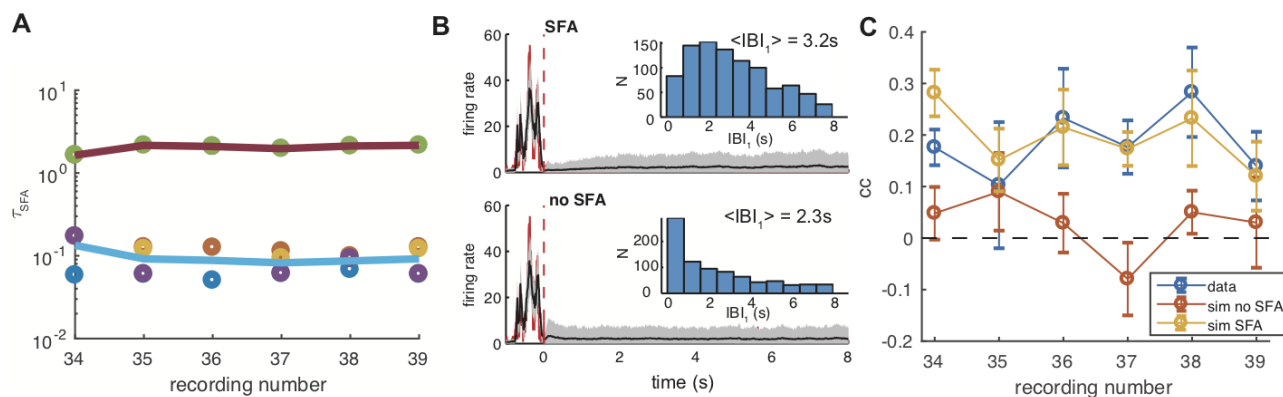 A
τSFA
10^1
10^0
10^-1
10^-2
34 35 36 37 38 39
recording number
B
SFA
firing rate
60
40
20
0
<IBI1> = 3.2s
N
150
100
50
0
0 2 4 6 8
IBI1 (s)
no SFA
firing rate
60
40
20
0
<IBI1> = 2.3s
N
200
100
0
0 2 4 6 8
IBI1 (s)
0 2 4 6 8
time (s)
C
cc
0.3
0.2
0.1
0
-0.1
-0.2
34 35 36 37 38 39
recording number
data
sim no SFA
sim SFA